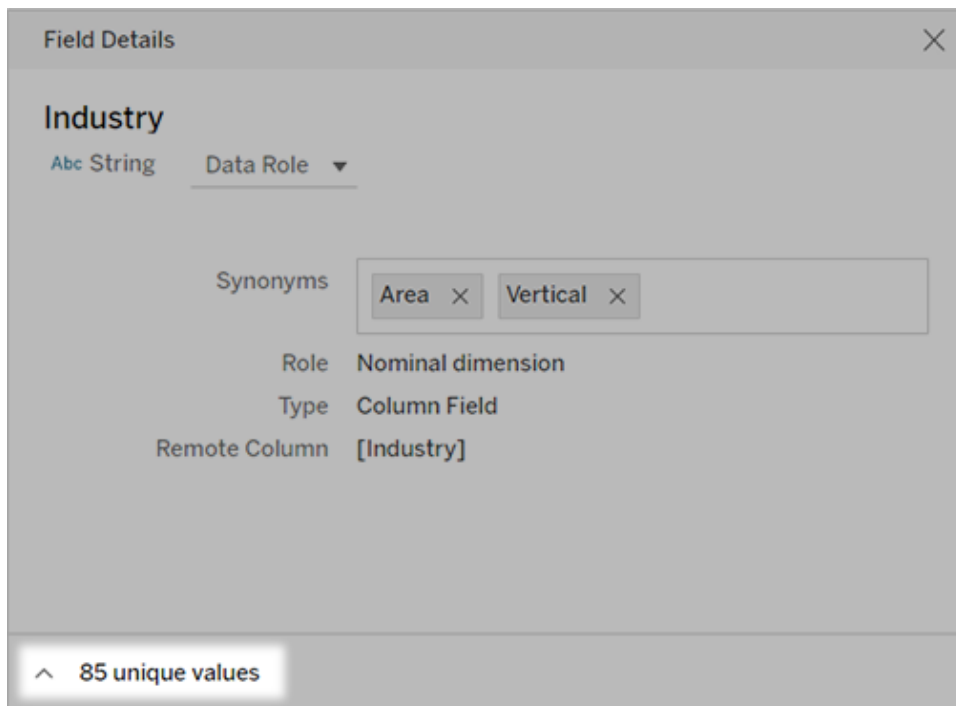 Field Details
Industry
Abc String Data Role
Synonyms Area Vertical
Role Nominal dimension
Type Column Field
Remote Column [Industry]
85 unique values